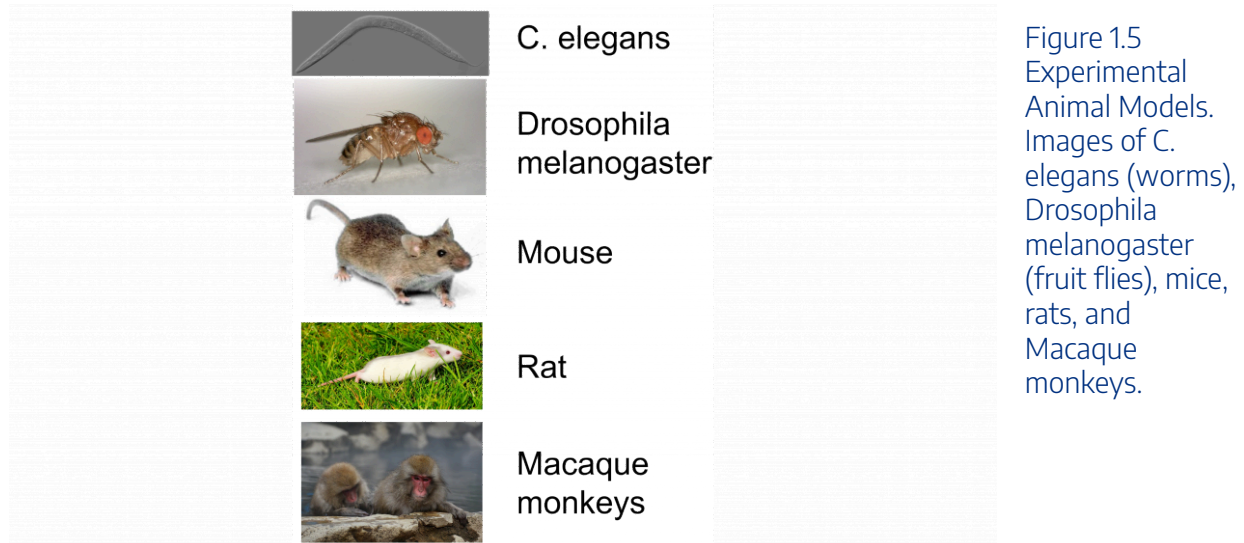 C. elegans
Drosophila
melanogaster
Mouse
Rat
Macaque
monkeys
Figure 1.5
Experimental
Animal Models.
Images of C.
elegans (worms),
Drosophila
melanogaster
(fruit flies), mice,
rats, and
Macaque
monkeys.